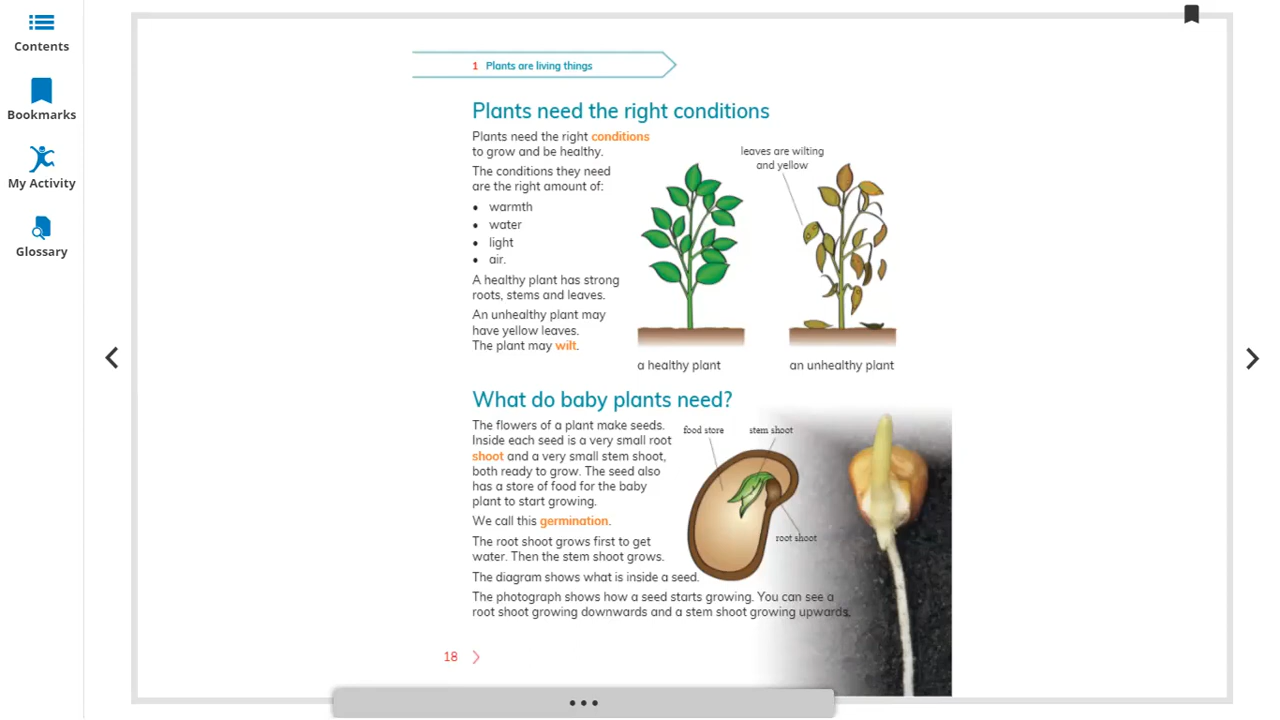 Contents
Bookmarks
My Activity
Glossary
1 Plants are living things
Plants need the right conditions
Plants need the right conditions
to grow and be healthy.
The conditions they need
are the right amount of:
• warmth
• water
• light
• air.
A healthy plant has strong
roots, stems and leaves.
An unhealthy plant may
have yellow leaves.
The plant may wilt.
leaves are wilting
and yellow
a healthy plant
an unhealthy plant
What do baby plants need?
The flowers of a plant make seeds.
Inside each seed is a very small root
shoot and a very small stem shoot,
both ready to grow. The seed also
has a store of food for the baby
plant to start growing.
We call this germination.
The root shoot grows first to get
water. Then the stem shoot grows.
The diagram shows what is inside a seed.
The photograph shows how a seed starts growing. You can see a
root shoot growing downwards and a stem shoot growing upwards.
food store
stem shoot
root shoot
18